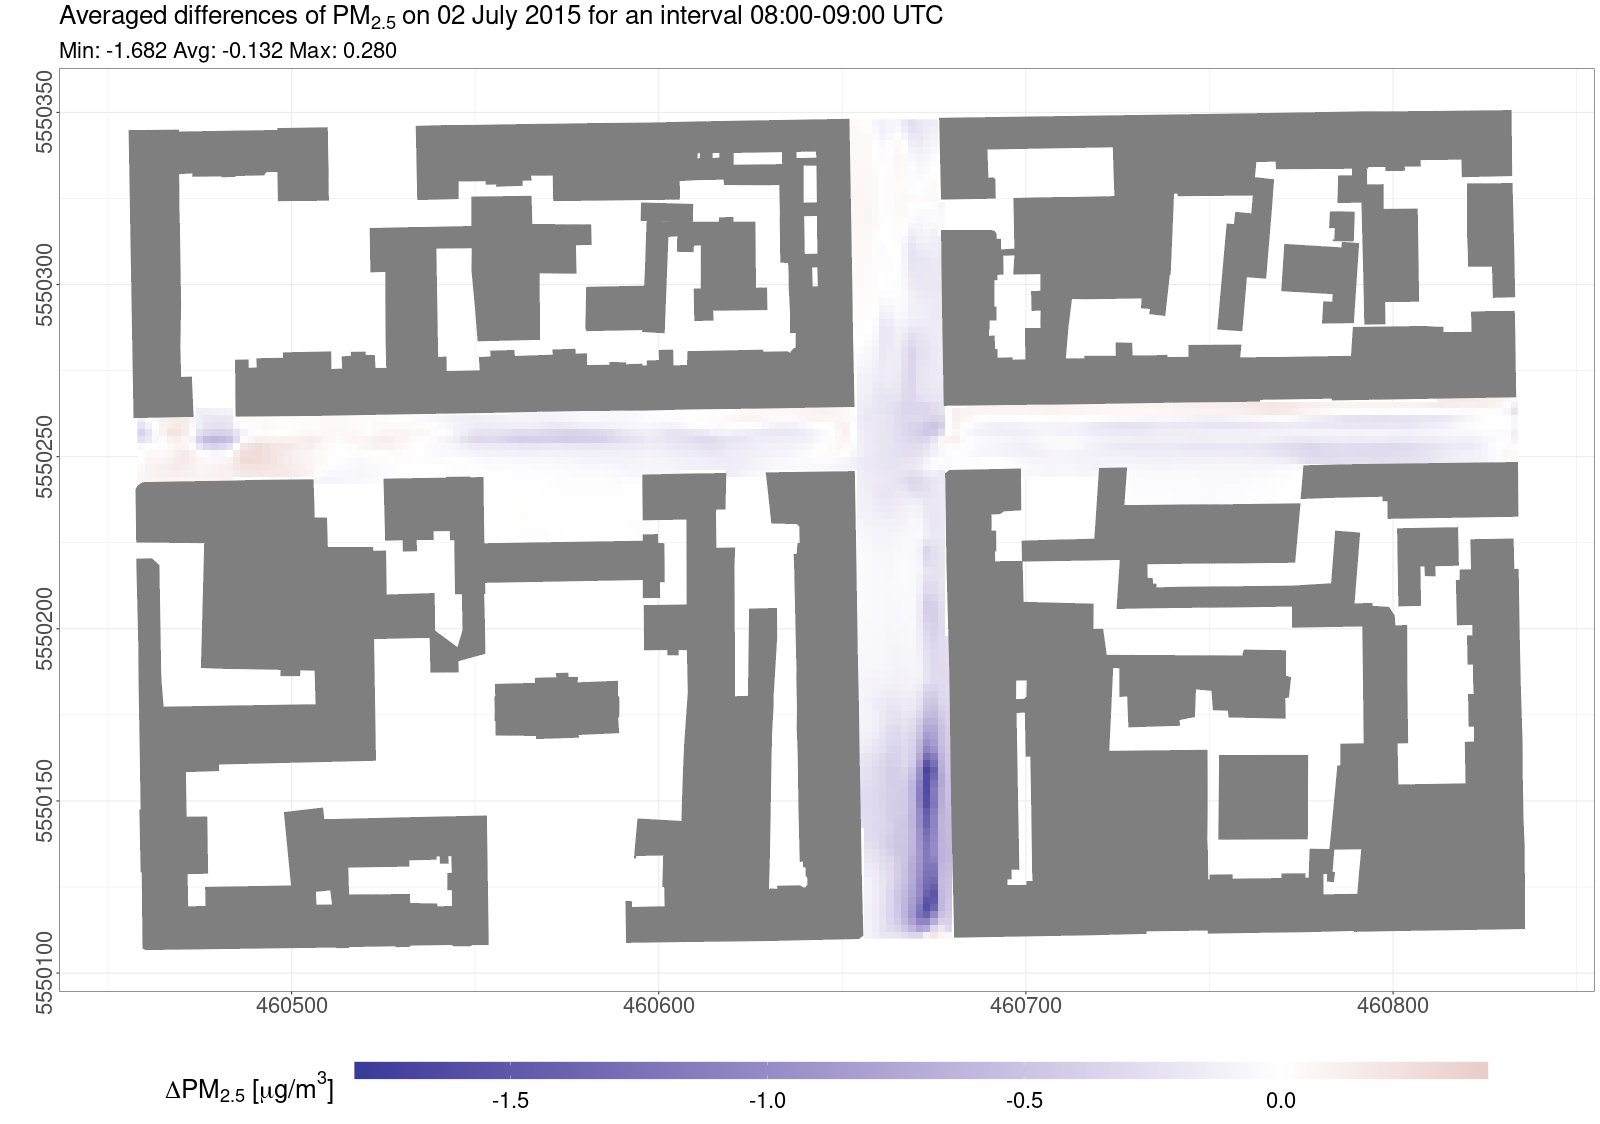 Averaged differences of PM2.5 on 02 July 2015 for an interval 08:00-09:00 UTC
Min: -1.682 Avg: -0.132 Max: 0.280
5550350
5550300
5550250
5550200
5550150
5550100
460500 460600 460700 460800
ΔPM2.5 [μg/m3]
-1.5 -1.0 -0.5 0.0